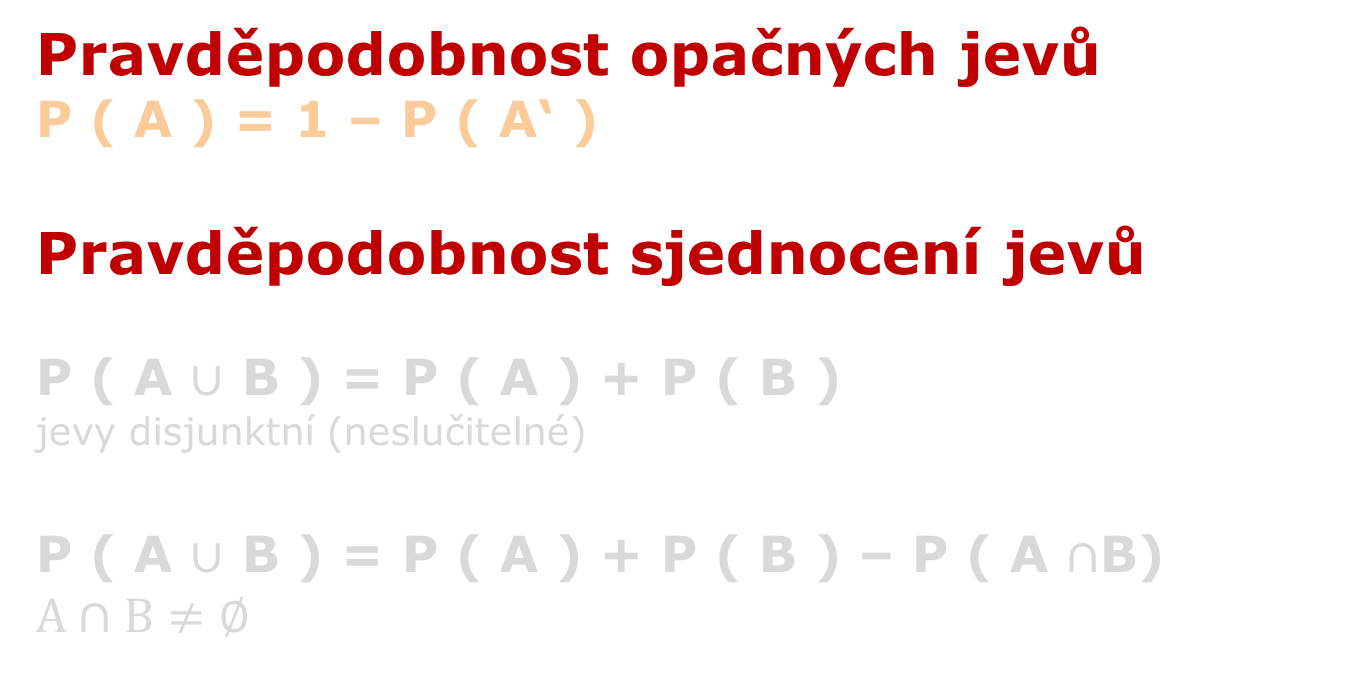 Pravděpodobnost opačných jevů
P ( A ) = 1 – P ( A‘ )
Pravděpodobnost sjednocení jevů
P ( A ∪ B ) = P ( A ) + P ( B )
jevy disjunktní (neslučitelné)
P ( A ∪ B ) = P ( A ) + P ( B ) – P ( A ∩B)
A ∩ B ≠ ∅